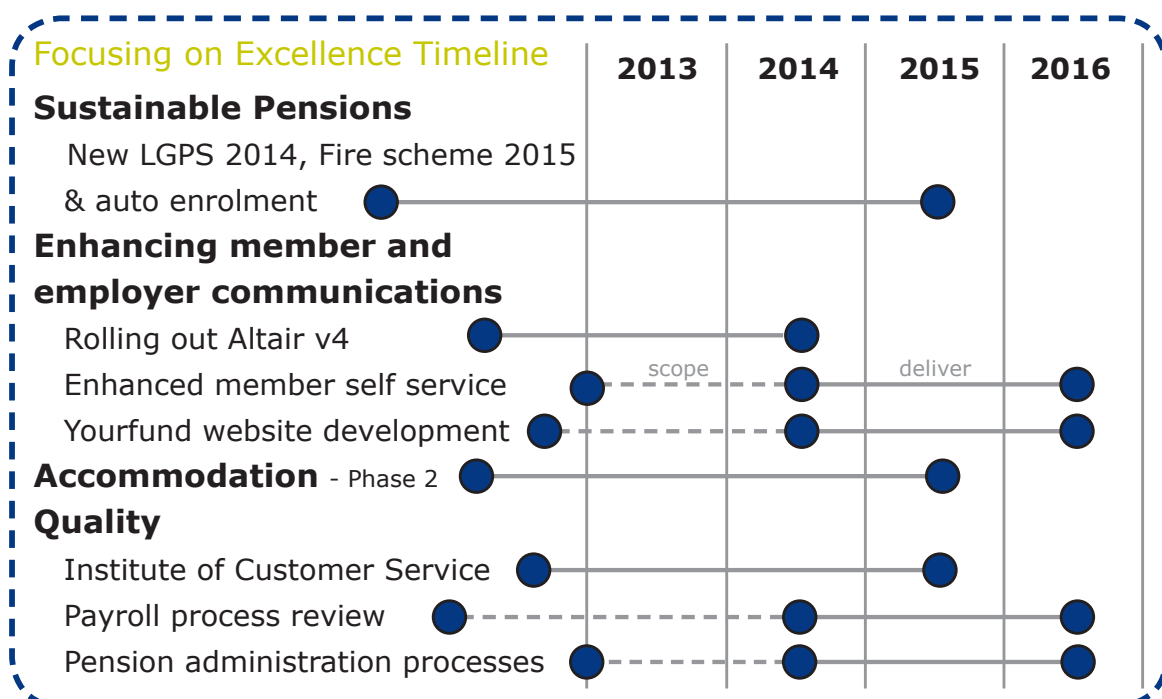 Focusing on Excellence Timeline
2013 2014 2015 2016
Sustainable Pensions
New LGPS 2014, Fire scheme 2015
& auto enrolment
Enhancing member and
employer communications
Rolling out Altair v4
Enhanced member self service scope deliver
Yourfund website development
Accommodation - Phase 2
Quality
Institute of Customer Service
Payroll process review
Pension administration processes